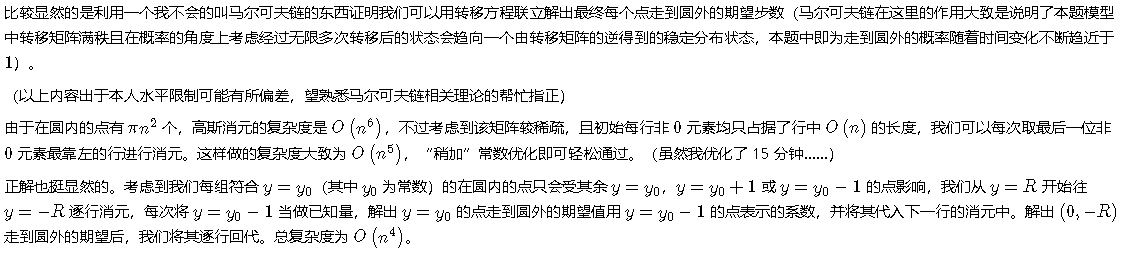 比较显然的是利用一个我不会的叫马尔可夫链的东西证明我们可以用转移方程联立解出最终每个点走到圆外的期望步数（马尔可夫链在这里的作用大致是说明了本题模型
中转移矩阵满秩且在概率的角度上考虑经过无限多次转移后的状态会趋向一个由转移矩阵的逆得到的稳定分布状态，本题中即为走到圆外的概率随着时间变化不断趋近于
1）。
（以上内容出于本人水平限制可能有所偏差，望熟悉马尔可夫链相关理论的帮忙指正）
由于在圆内的点有 πn² 个，高斯消元的复杂度是 O(n⁶)，不过考虑到该矩阵较稀疏，且初始每行非 0 元素均只占据了行中 O(n) 的长度，我们可以每次取最后一位非
0 元素最靠左的行进行消元。这样做的复杂度大致为 O(n⁵)，“稍加”常数优化即可轻松通过。（虽然我优化了 15 分钟......）
正解也挺显然的。考虑到我们每组符合 y = y₀（其中 y₀ 为常数）的在圆内的点只会受其余 y = y₀，y = y₀ + 1 或 y = y₀ − 1 的点影响，我们从 y = R 开始往
y = −R 逐行消元，每次将 y = y₀ − 1 当做已知量，解出 y = y₀ 的点走到圆外的期望值用 y = y₀ − 1 的点表示的系数，并将其代入下一行的消元中。解出 (0, −R)
走到圆外的期望后，我们将其逐行回代。总复杂度为 O(n⁴)。